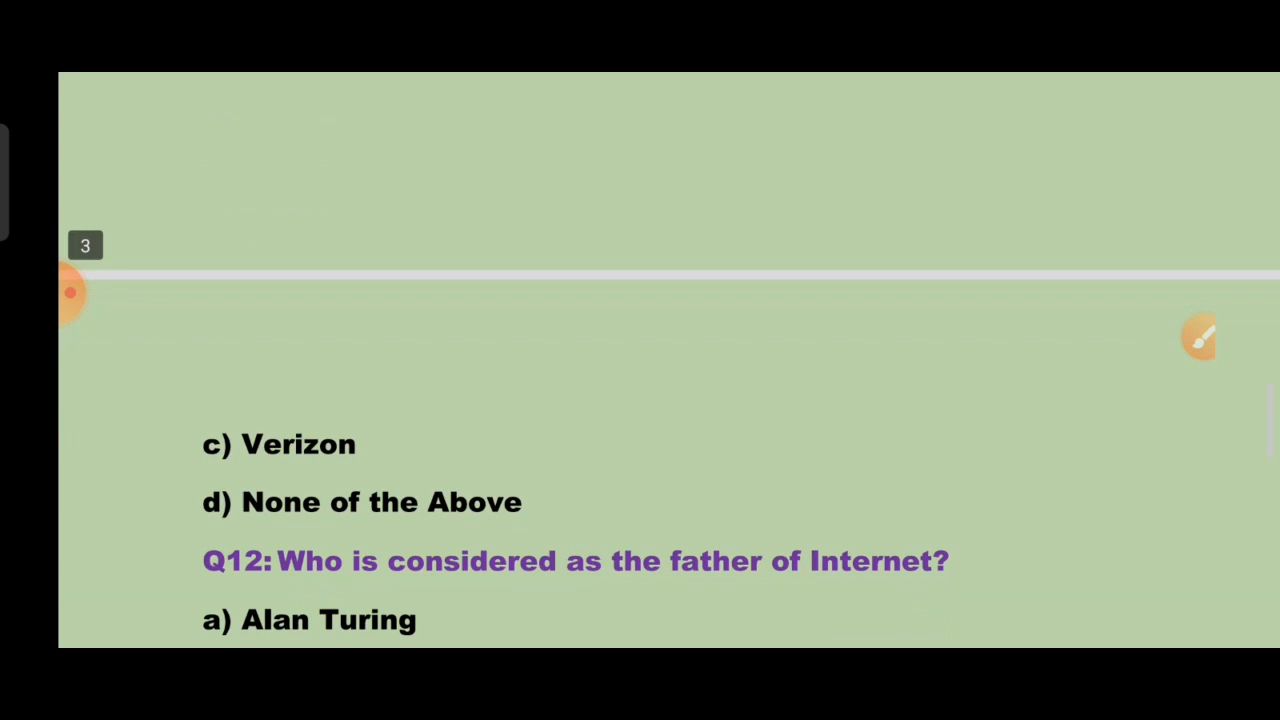 3
c) Verizon
d) None of the Above
Q12: Who is considered as the father of Internet?
a) Alan Turing